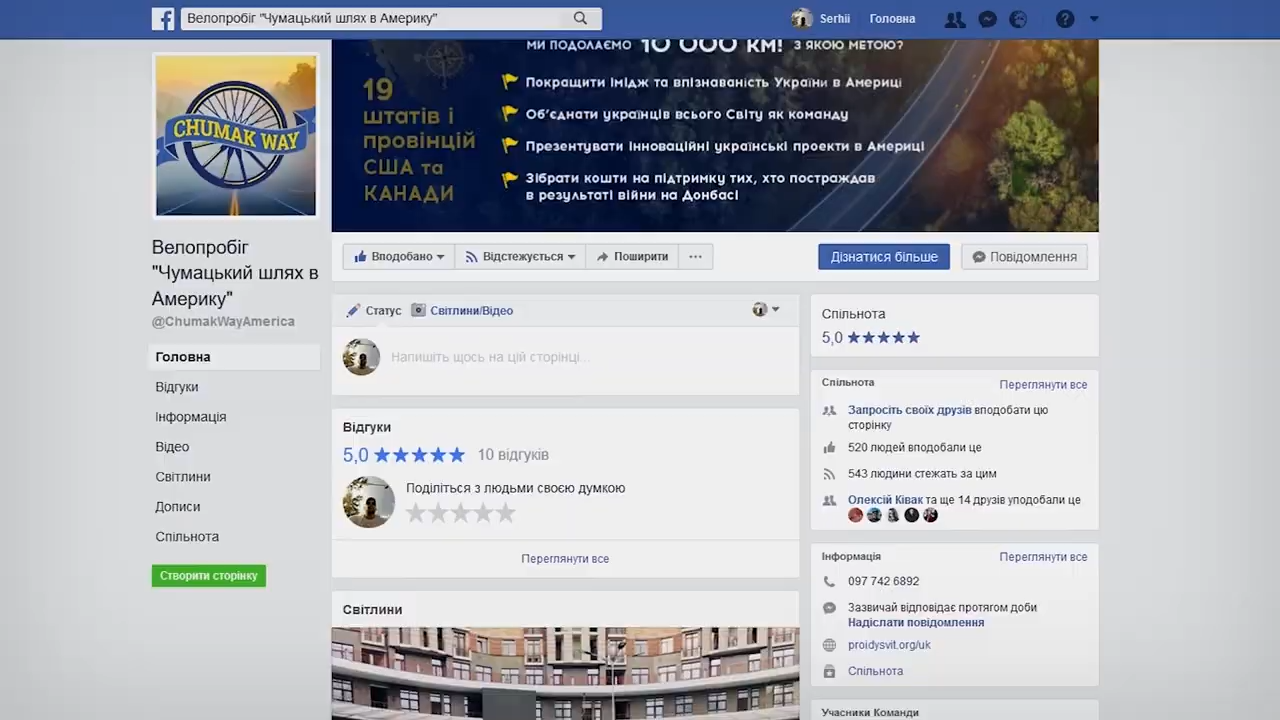 Велопробіг "Чумацький шлях в Америку"
Serhii
Головна
CHUMAK WAY
МИ ПОДОЛАЄМО 10 000 КМ! З ЯКОЮ МЕТОЮ?
19
штатів і
провінцій
США та
КАНАДИ
Покращити імідж та впізнаваність України в Америці
Об'єднати українців всього Світу як команду
Презентувати інноваційні українські проекти в Америці
Зібрати кошти на підтримку тих, хто постраждав
в результаті війни на Донбасі
Велопробіг
"Чумацький шлях в
Америку"
@ChumakWayAmerica
Головна
Відгуки
Інформація
Відео
Світлини
Дописи
Спільнота
Створити сторінку
Вподобано
Відстежується
Поширити
Дізнатися більше
Повідомлення
Статус
Світлини/Відео
Напишіть щось на цій сторінці...
Відгуки
5,0
10 відгуків
Поділіться з людьми своєю думкою
Переглянути все
Світлини
Спільнота
5,0
Спільнота
Переглянути все
Запросіть своїх друзів вподобати цю
сторінку
520 людей вподобали це
543 людини стежать за цим
Олексій Ківак та ще 14 друзів уподобали це
Інформація
Переглянути все
097 742 6892
Зазвичай відповідає протягом доби
Надіслати повідомлення
proidysvit.org/uk
Спільнота
Учасники Команди